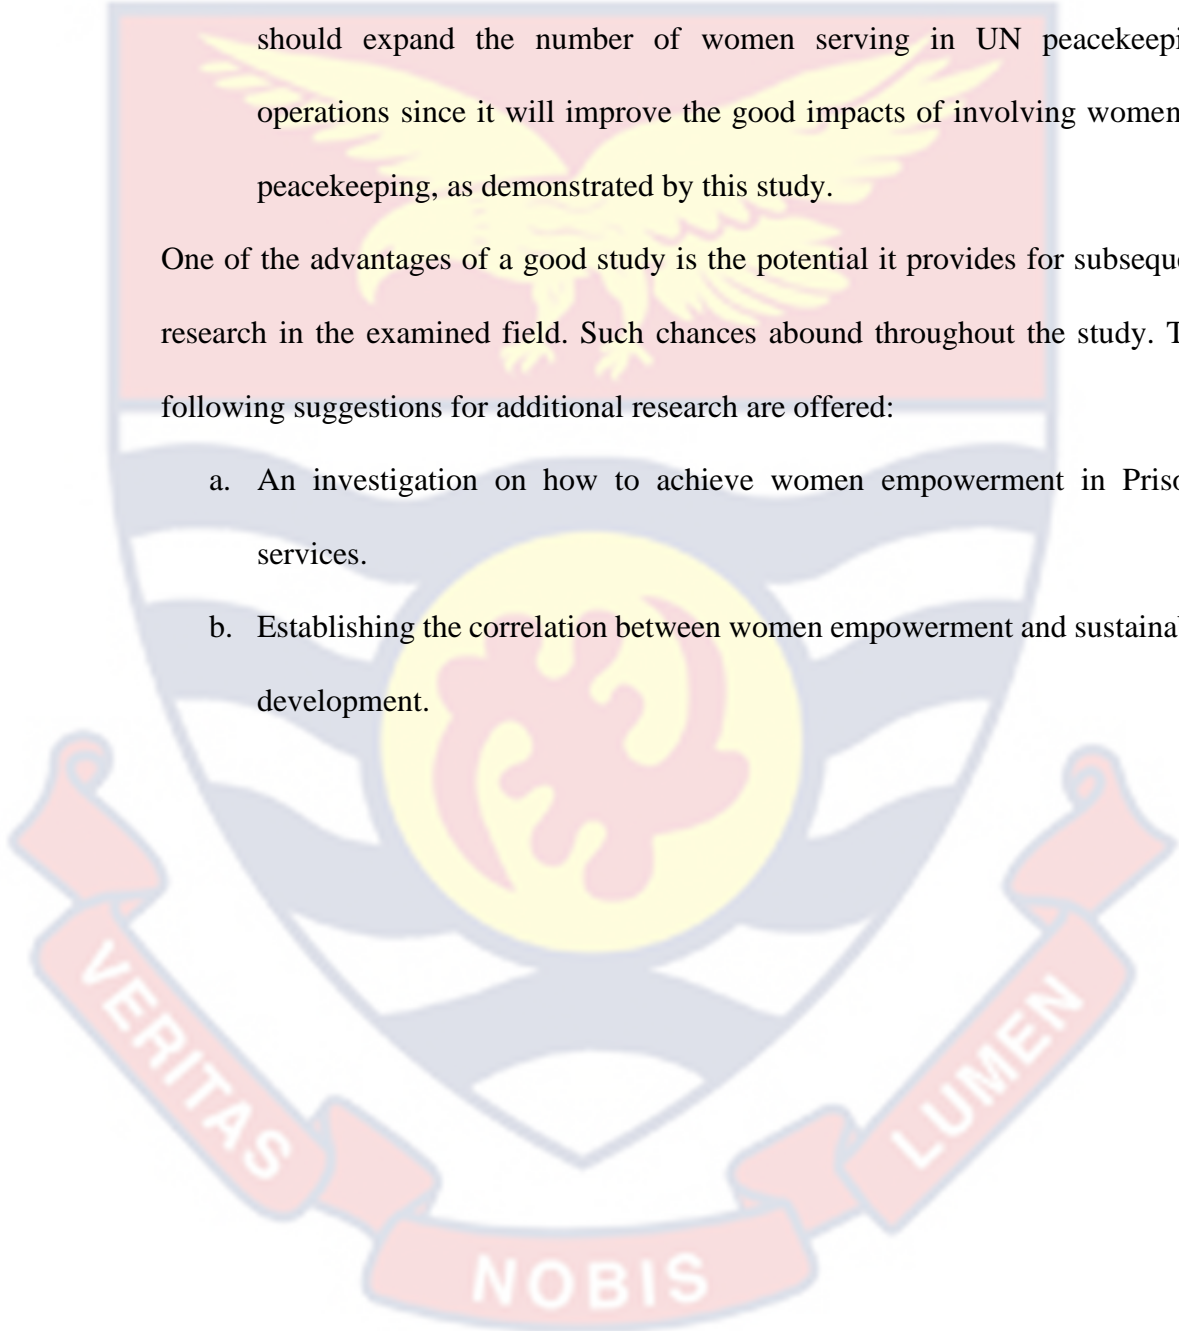 should expand the number of women serving in UN peacekeepi
operations since it will improve the good impacts of involving women
peacekeeping, as demonstrated by this study.
One of the advantages of a good study is the potential it provides for subseque
research in the examined field. Such chances abound throughout the study. T
following suggestions for additional research are offered:
a. An investigation on how to achieve women empowerment in Priso
services.
b. Establishing the correlation between women empowerment and sustaina
development.
VERITAS
NOBIS
LUMEN